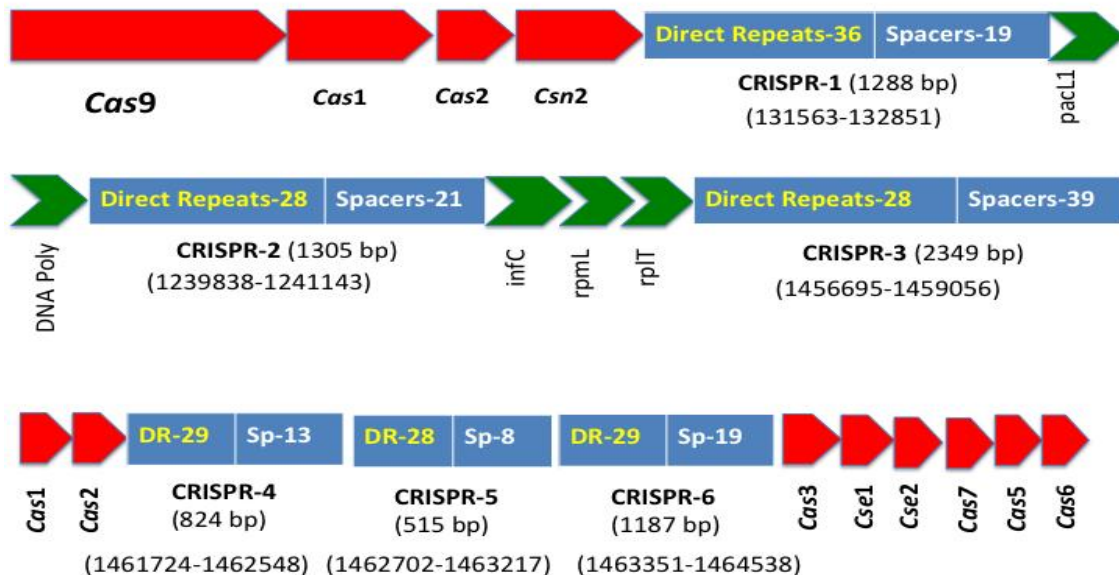 Direct Repeats-36 Spacers-19
Cas9 Cas1 Cas2 Csn2 CRISPR-1 (1288 bp) pacL1
(131563-132851)
Direct Repeats-28 Spacers-21 Direct Repeats-28 Spacers-39
DNA Poly CRISPR-2 (1305 bp) infC rpmL rplT CRISPR-3 (2349 bp)
(1239838-1241143) (1456695-1459056)
DR-29 Sp-13 DR-28 Sp-8 DR-29 Sp-19
Cas1 Cas2 CRISPR-4 CRISPR-5 CRISPR-6 Cas3 Cse1 Cse2 Cas7 Cas5 Cas6
(824 bp) (515 bp) (1187 bp)
(1461724-1462548) (1462702-1463217) (1463351-1464538)